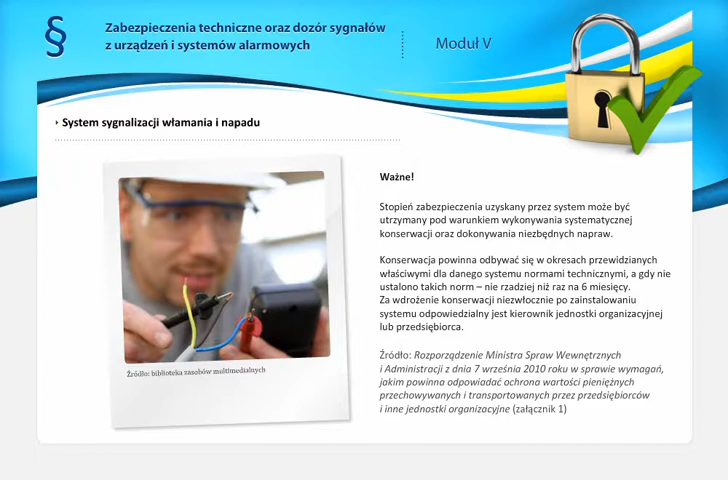 §
Zabezpieczenia techniczne oraz dozór sygnałów
z urządzeń i systemów alarmowych
Moduł V
System sygnalizacji włamania i napadu
Ważne!
Stopień zabezpieczenia uzyskany przez system może być
utrzymany pod warunkiem wykonywania systematycznej
konserwacji oraz dokonywania niezbędnych napraw.
Konserwacja powinna odbywać się w okresach przewidzianych
właściwymi dla danego systemu normami technicznymi, a gdy nie
ustalono takich norm – nie rzadziej niż raz na 6 miesięcy.
Za wdrożenie konserwacji niezwłocznie po zainstalowaniu
systemu odpowiedzialny jest kierownik jednostki organizacyjnej
lub przedsiębiorca.
Źródło: Rozporządzenie Ministra Spraw Wewnętrznych
i Administracji z dnia 7 września 2010 roku w sprawie wymagań,
jakim powinna odpowiadać ochrona wartości pieniężnych
przechowywanych i transportowanych przez przedsiębiorców
i inne jednostki organizacyjne (załącznik 1)
Źródło: biblioteka zasobów multimedialnych